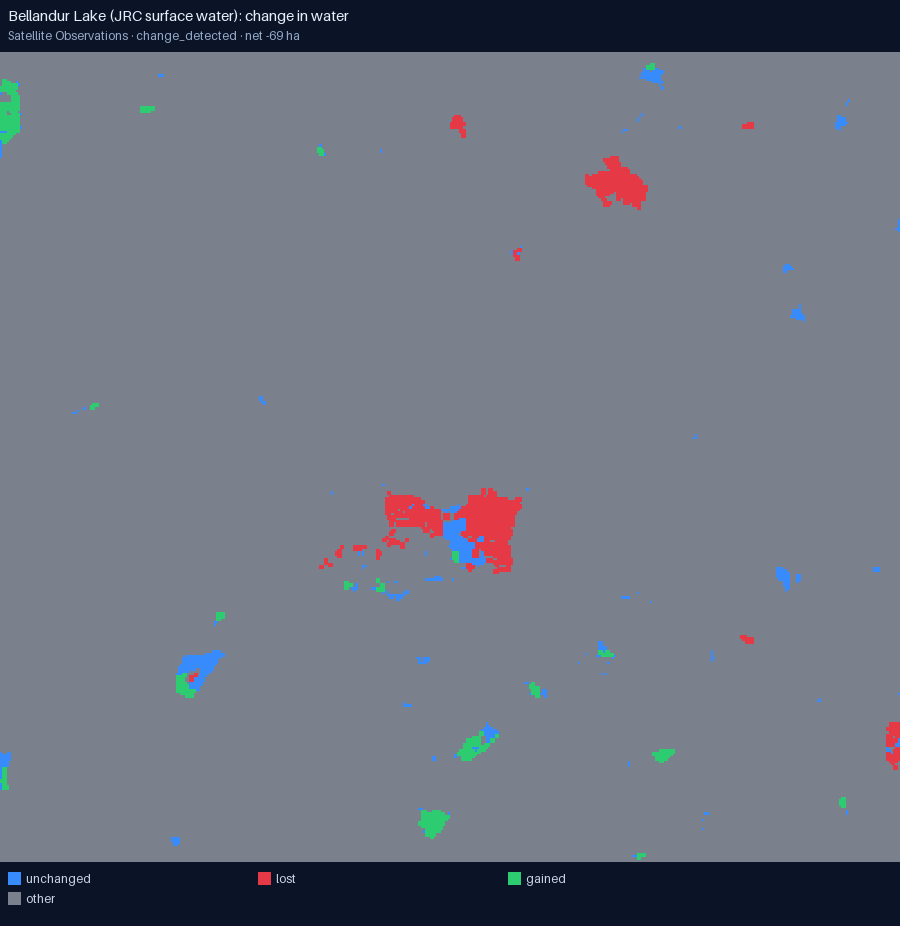 Bellandur Lake (JRC surface water): change in water
Satellite Observations · change_detected · net -69 ha
unchanged
lost
gained
other